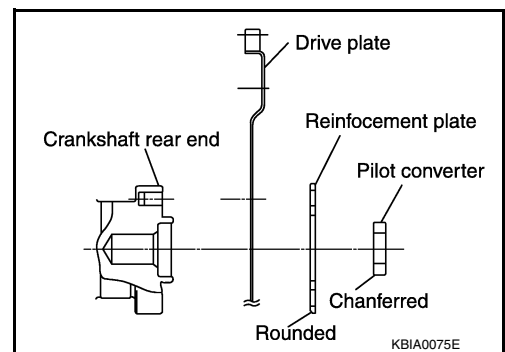 Drive plate
Reinfocement plate
Crankshaft rear end
Pilot converter
Chanferred
Rounded
KBIA0075E